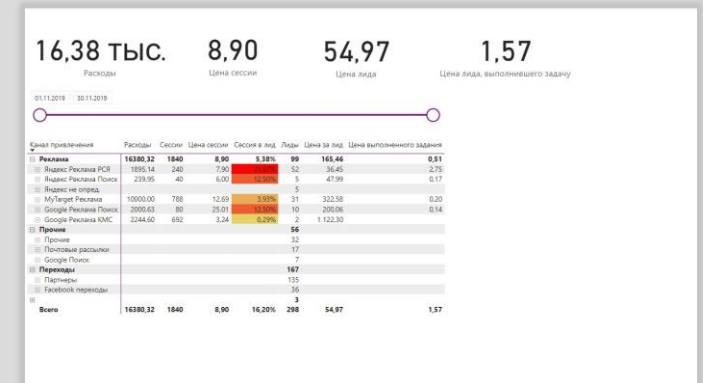 16,38 тыс. 8,90 54,97 1,57
Расходы Цена сессии Цена лида Цена лида, выполнившего задачу
01.11.2019 30.11.2019
Канал привлечения Расходы Сессии Цена сессии Сессия в лид Лиды Цена за лид Цена выполненного задания
Реклама 16380,32 1840 8,90 5,38% 99 165,46 0,51
Яндекс Реклама РСЯ 1895,14 240 7,90 52 36,45 2,75
Яндекс Реклама Поиск 239,95 40 6,00 12,50% 5 47,99 0,17
Яндекс не опред. 5
MyTarget Реклама 10000,00 788 12,69 3,93% 31 322,58 0,20
Google Реклама Поиск 2000,63 80 25,01 12,50% 10 200,06 0,14
Google Реклама КМС 2244,60 692 3,24 0,29% 2 1 122,30
Прочие 56
Прочие 32
Почтовые рассылки 17
Google Поиск 7
Переходы 167
Партнеры 135
Facebook переходы 36
3
Всего 16380,32 1840 8,90 16,20% 298 54,97 1,57